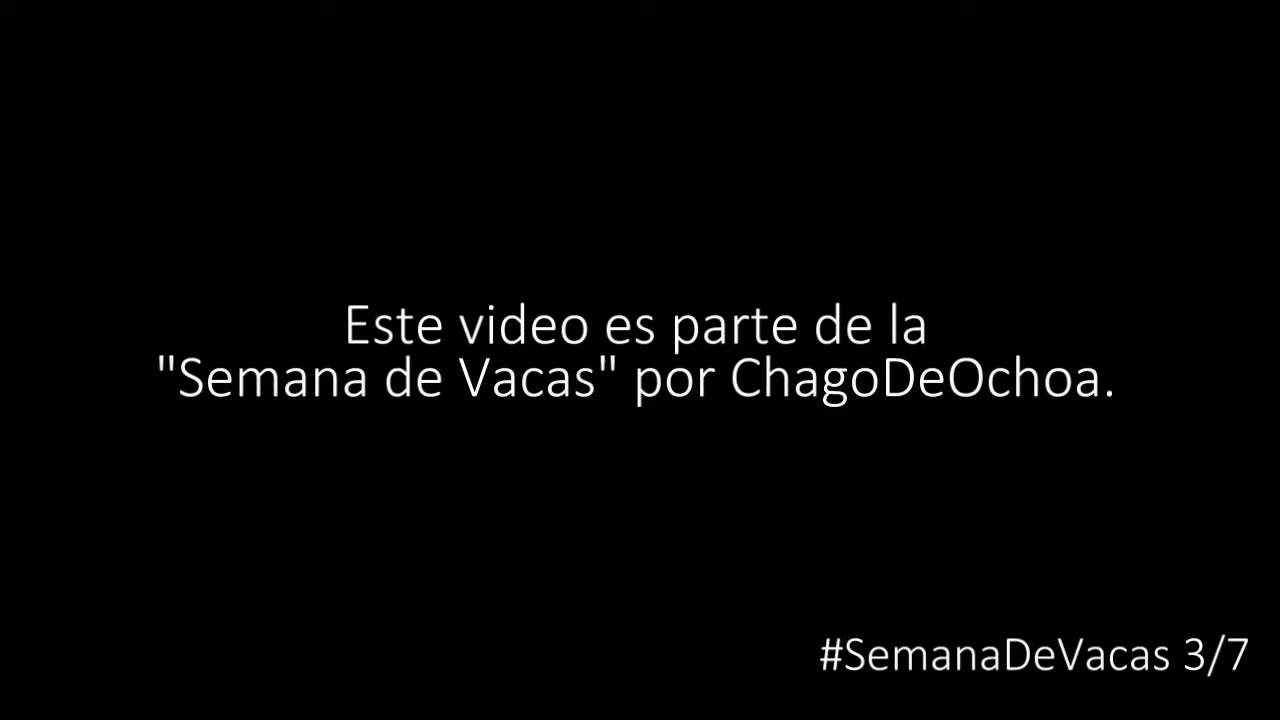 Este video es parte de la
"Semana de Vacas" por ChagoDeOchoa.
#SemanaDeVacas 3/7